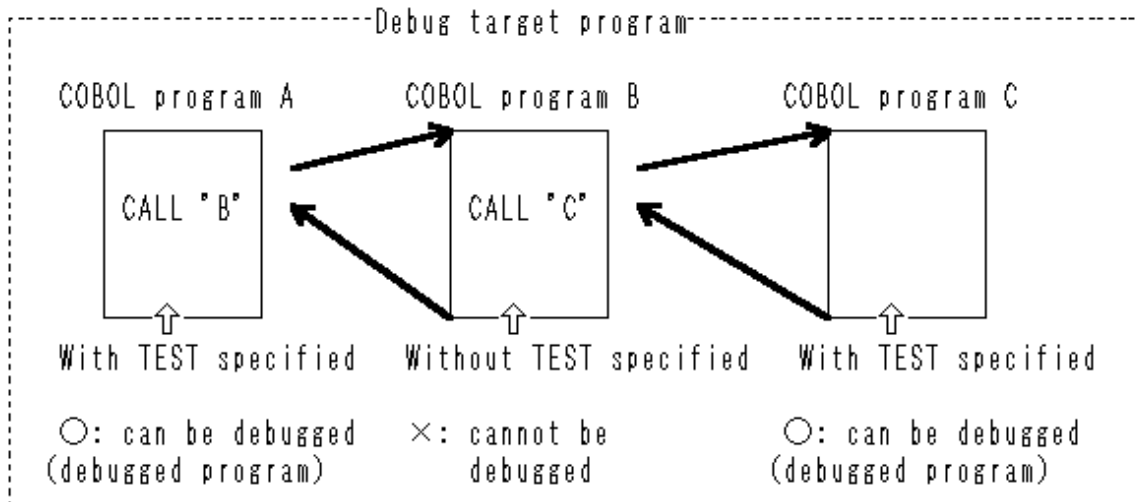 Debug target program
COBOL program A COBOL program B COBOL program C
CALL "B" CALL "C"
With TEST specified Without TEST specified With TEST specified
○: can be debugged ×: cannot be ○: can be debugged
(debugged program) debugged (debugged program)